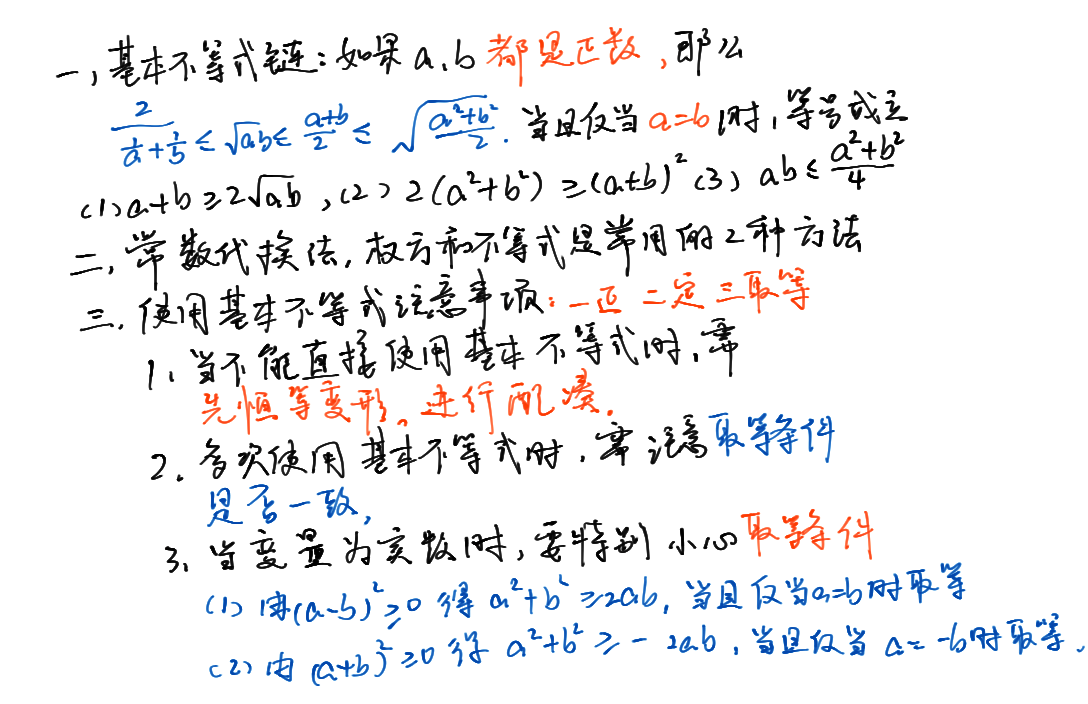 一，基本不等式链：如果a,b都是正数，那么
2/(1/a+1/b)≤√ab≤(a+b)/2≤√((a²+b²)/2). 当且仅当a=b时，等号成立
(1)a+b≥2√ab，(2) 2(a²+b²)≥(a+b)² (3) ab≤(a²+b²)/4
二，常数代换法，权方和不等式是常用的2种方法
三，使用基本不等式注意事项：一正二定三取等
1、当不能直接使用基本不等式时，需
先恒等变形。进行配凑.
2、多次使用基本不等式时，需注意取等条件
是否一致，
3、当变量为实数时，要特别小心取等条件
(1) 由(a-b)²≥0得a²+b²≥2ab，当且仅当a=b时取等
(2) 由(a+b)²≥0得a²+b²≥-2ab，当且仅当a=-b时取等.